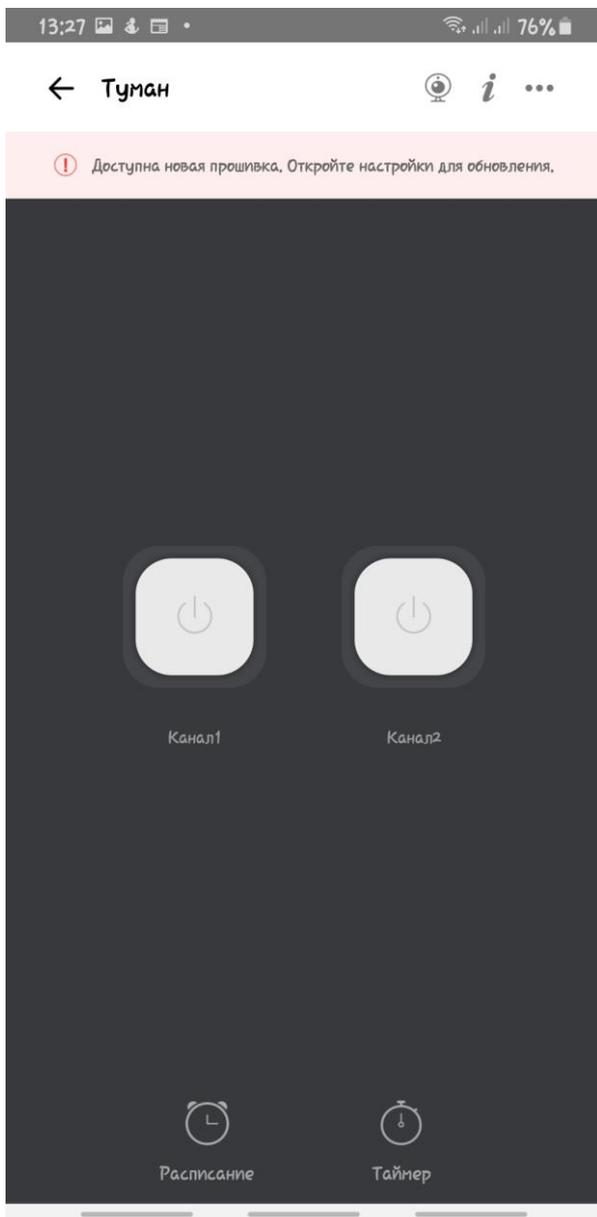 13:27 76%
Туман
Доступна новая прошивка. Откройте настройки для обновления.
Канал1 Канал2
Расписание Таймер